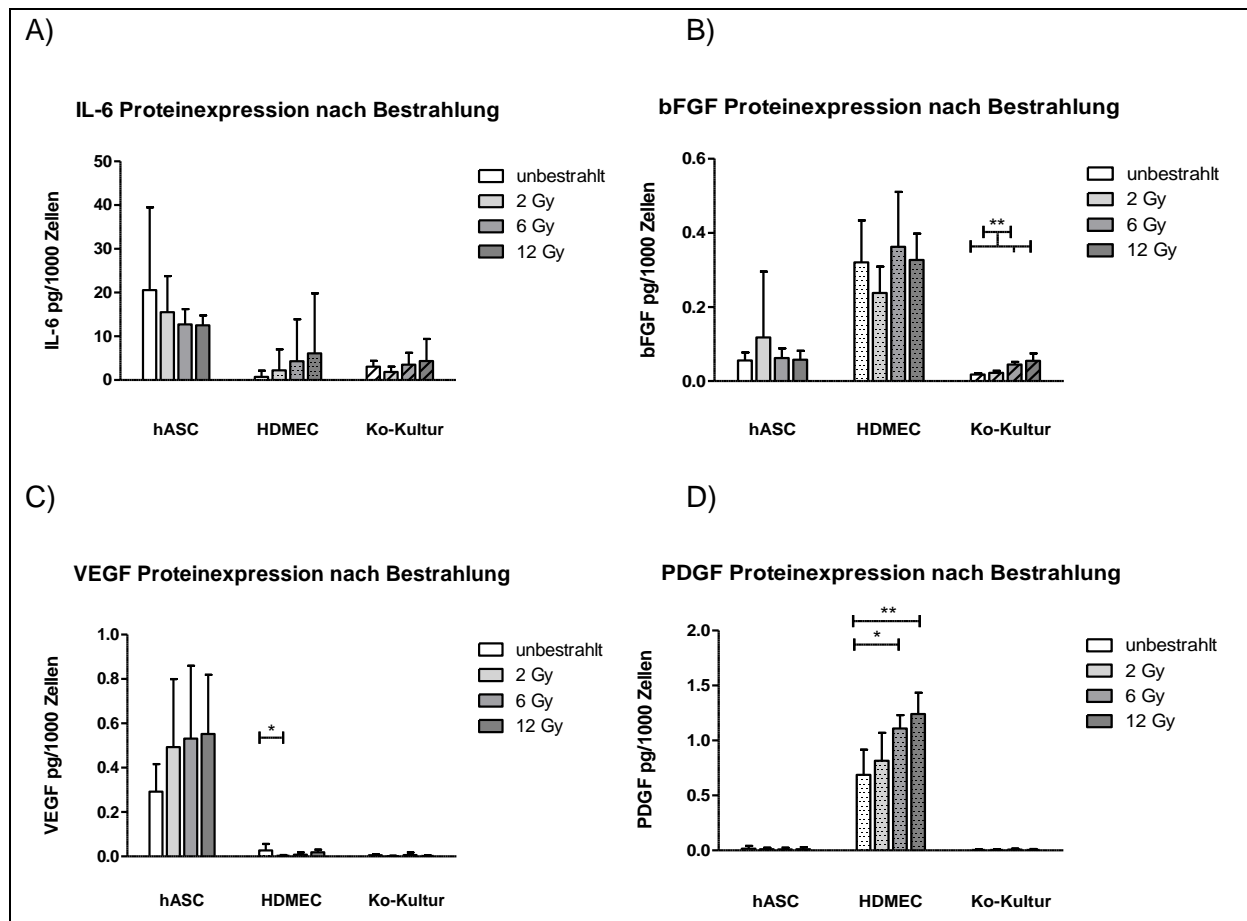 A)
IL-6 Proteinexpression nach Bestrahlung
IL-6 pg/1000 Zellen
50
40
30
20
10
0
hASC
HDMEC
Ko-Kultur
unbestrahlt
2 Gy
6 Gy
12 Gy
B)
bFGF Proteinexpression nach Bestrahlung
bFGF pg/1000 Zellen
0.6
0.4
0.2
0.0
**
hASC
HDMEC
Ko-Kultur
unbestrahlt
2 Gy
6 Gy
12 Gy
C)
VEGF Proteinexpression nach Bestrahlung
VEGF pg/1000 Zellen
1.0
0.8
0.6
0.4
0.2
0.0
*
hASC
HDMEC
Ko-Kultur
unbestrahlt
2 Gy
6 Gy
12 Gy
D)
PDGF Proteinexpression nach Bestrahlung
PDGF pg/1000 Zellen
2.0
1.5
1.0
0.5
0.0
**
*
hASC
HDMEC
Ko-Kultur
unbestrahlt
2 Gy
6 Gy
12 Gy